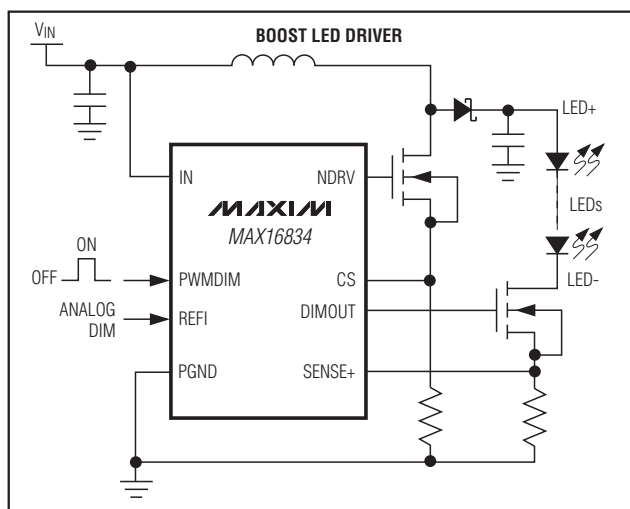 VIN
BOOST LED DRIVER
LED+
IN
NDRV
MAXIM
MAX16834
LEDs
ON
OFF
PWMDIM
CS
LED-
ANALOG
DIM
REFI
DIMOUT
PGND
SENSE+